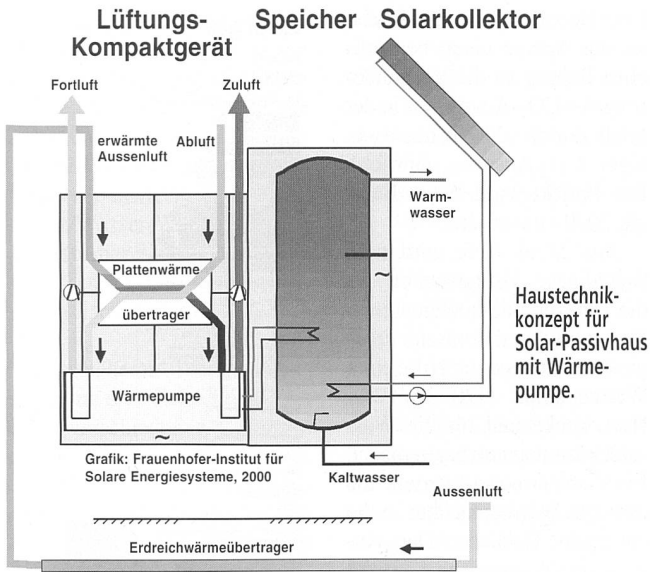 Lüftungs-
Kompaktgerät
Speicher
Solarkollektor
Fortluft
Zuluft
erwärmte
Aussenluft
Abluft
Warm-
wasser
Plattenwärme
übertrager
Haustechnik-
konzept für
Solar-Passivhaus
mit Wärme-
pumpe.
Wärmepumpe
~
~
Grafik: Frauenhofer-Institut für
Solare Energiesysteme, 2000
Kaltwasser
Aussenluft
Erdreichwärmeübertrager